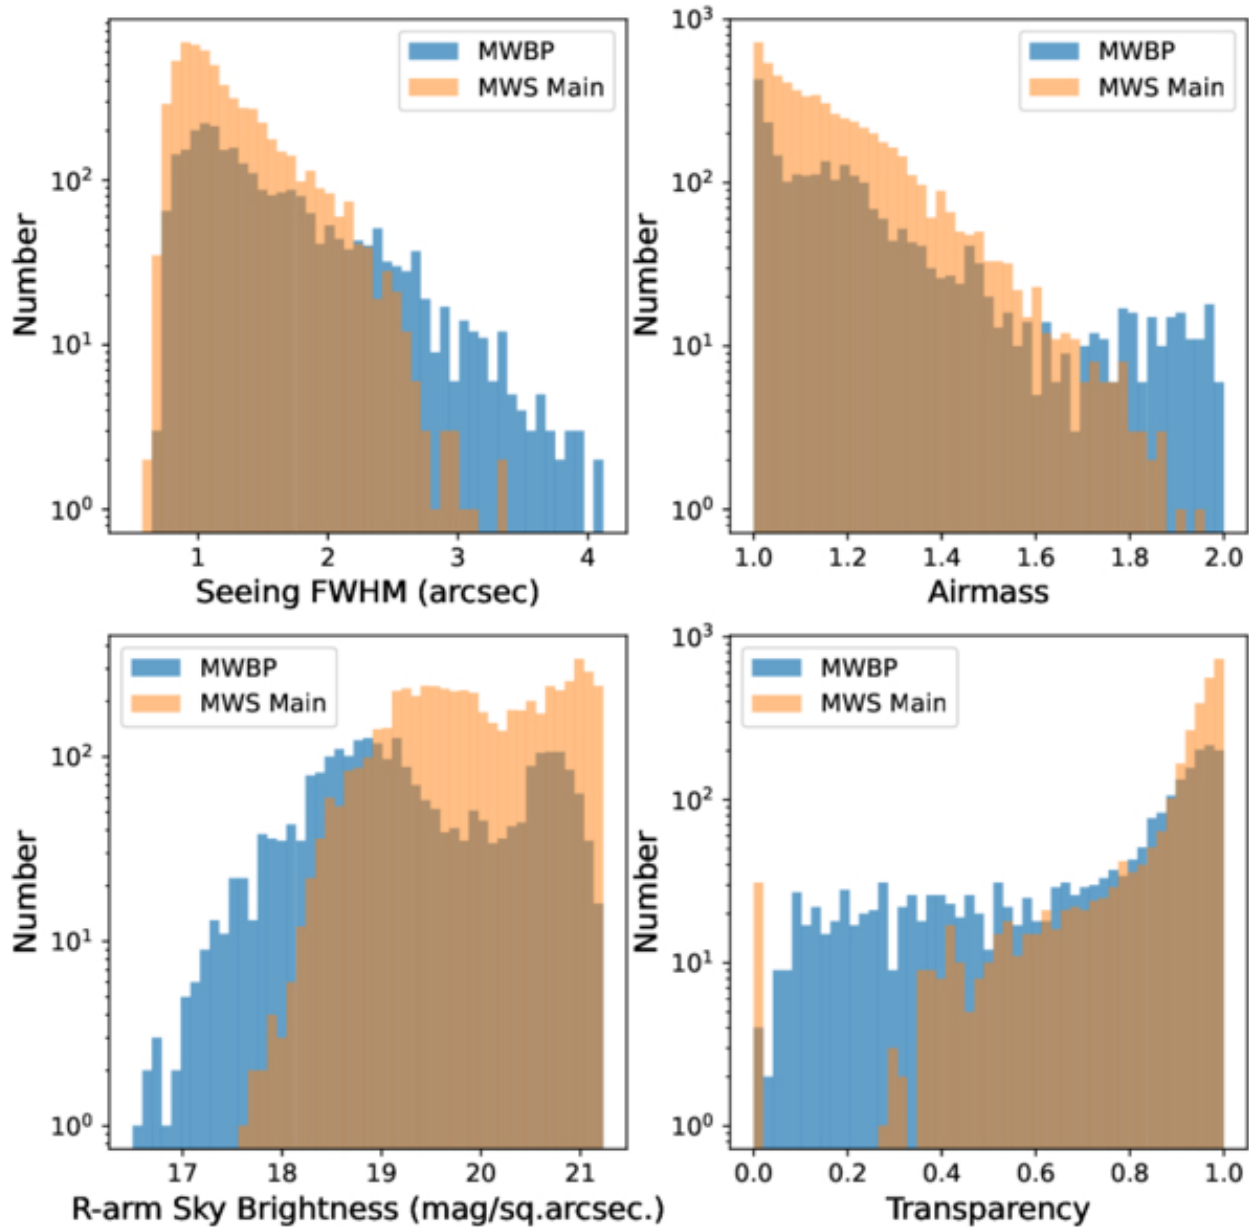 MWBP
MWS Main
Number
10²
10¹
10⁰
1 2 3 4
Seeing FWHM (arcsec)
MWBP
MWS Main
Number
10³
10²
10¹
10⁰
1.0 1.2 1.4 1.6 1.8 2.0
Airmass
MWBP
MWS Main
Number
10²
10¹
10⁰
17 18 19 20 21
R-arm Sky Brightness (mag/sq.arcsec.)
MWBP
MWS Main
Number
10³
10²
10¹
10⁰
0.0 0.2 0.4 0.6 0.8 1.0
Transparency